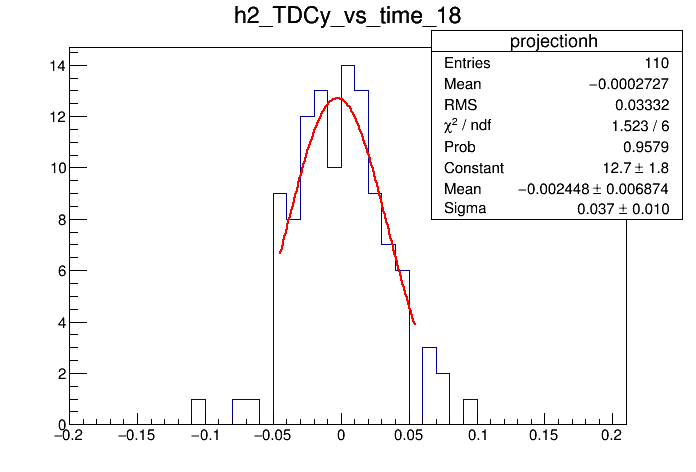 h2_TDCy_vs_time_18
projectionh
Entries 110
Mean −0.0002727
RMS 0.03332
χ² / ndf 1.523 / 6
Prob 0.9579
Constant 12.7 ± 1.8
Mean −0.002448 ± 0.006874
Sigma 0.037 ± 0.010
14
12
10
8
6
4
2
0
−0.2 −0.15 −0.1 −0.05 0 0.05 0.1 0.15 0.2